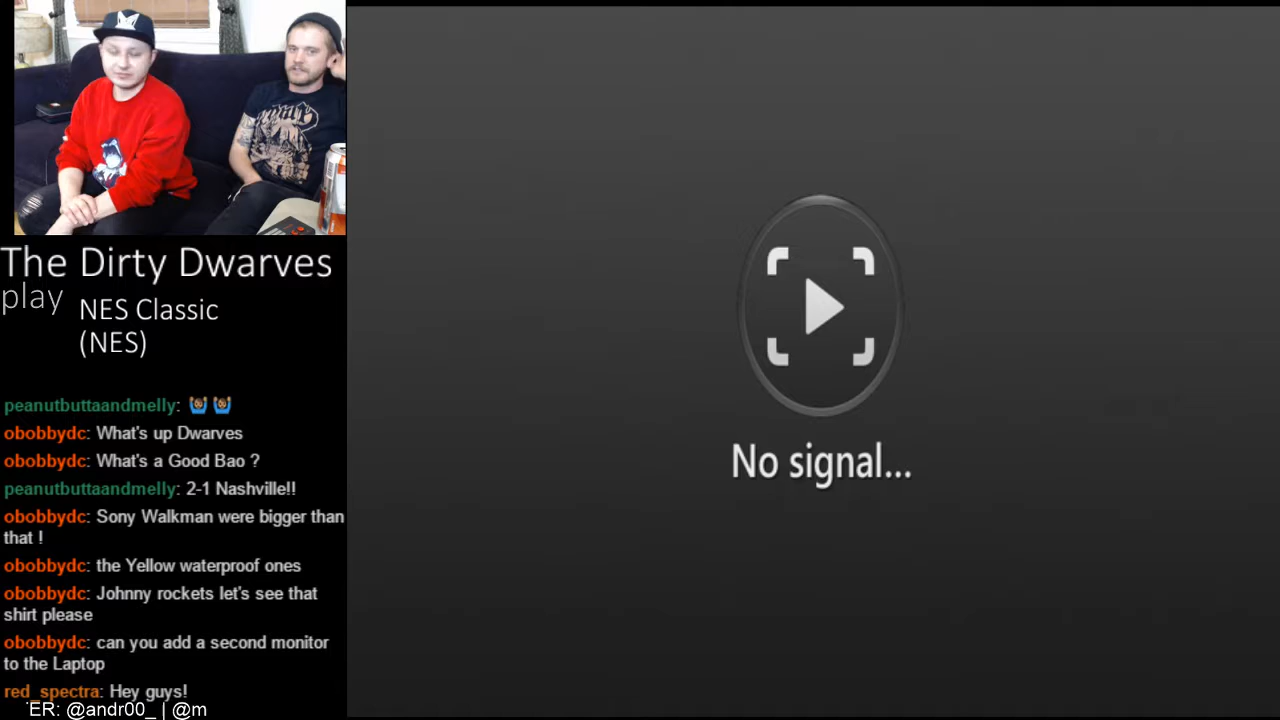 The Dirty Dwarves
play NES Classic
(NES)
peanutbuttaandmelly: 🙌🏾 🙌🏾
obobbydc: What's up Dwarves
obobbydc: What's a Good Bao ?
peanutbuttaandmelly: 2-1 Nashville!!
obobbydc: Sony Walkman were bigger than
that !
obobbydc: the Yellow waterproof ones
obobbydc: Johnny rockets let's see that
shirt please
obobbydc: can you add a second monitor
to the Laptop
red_spectra: Hey guys!
ER: @andr00_ | @m
No signal...